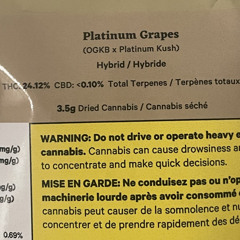 Platinum Grapes
(OGKB x Platinum Kush)
Hybrid / Hybride
THC: 24.12% CBD: <0.10% Total Terpenes / Terpènes totaux
3.5g Dried Cannabis / Cannabis séché
mg/g)
mg/g)
g/g)
g/g)
0.69%
WARNING: Do not drive or operate heavy
cannabis. Cannabis can cause drowsiness
to concentrate and make quick decisions.
MISE EN GARDE: Ne conduisez pas ou n'op
machinerie lourde après avoir consommé
cannabis peut causer de la somnolence et nu
concentrer et de prendre rapidement des dé